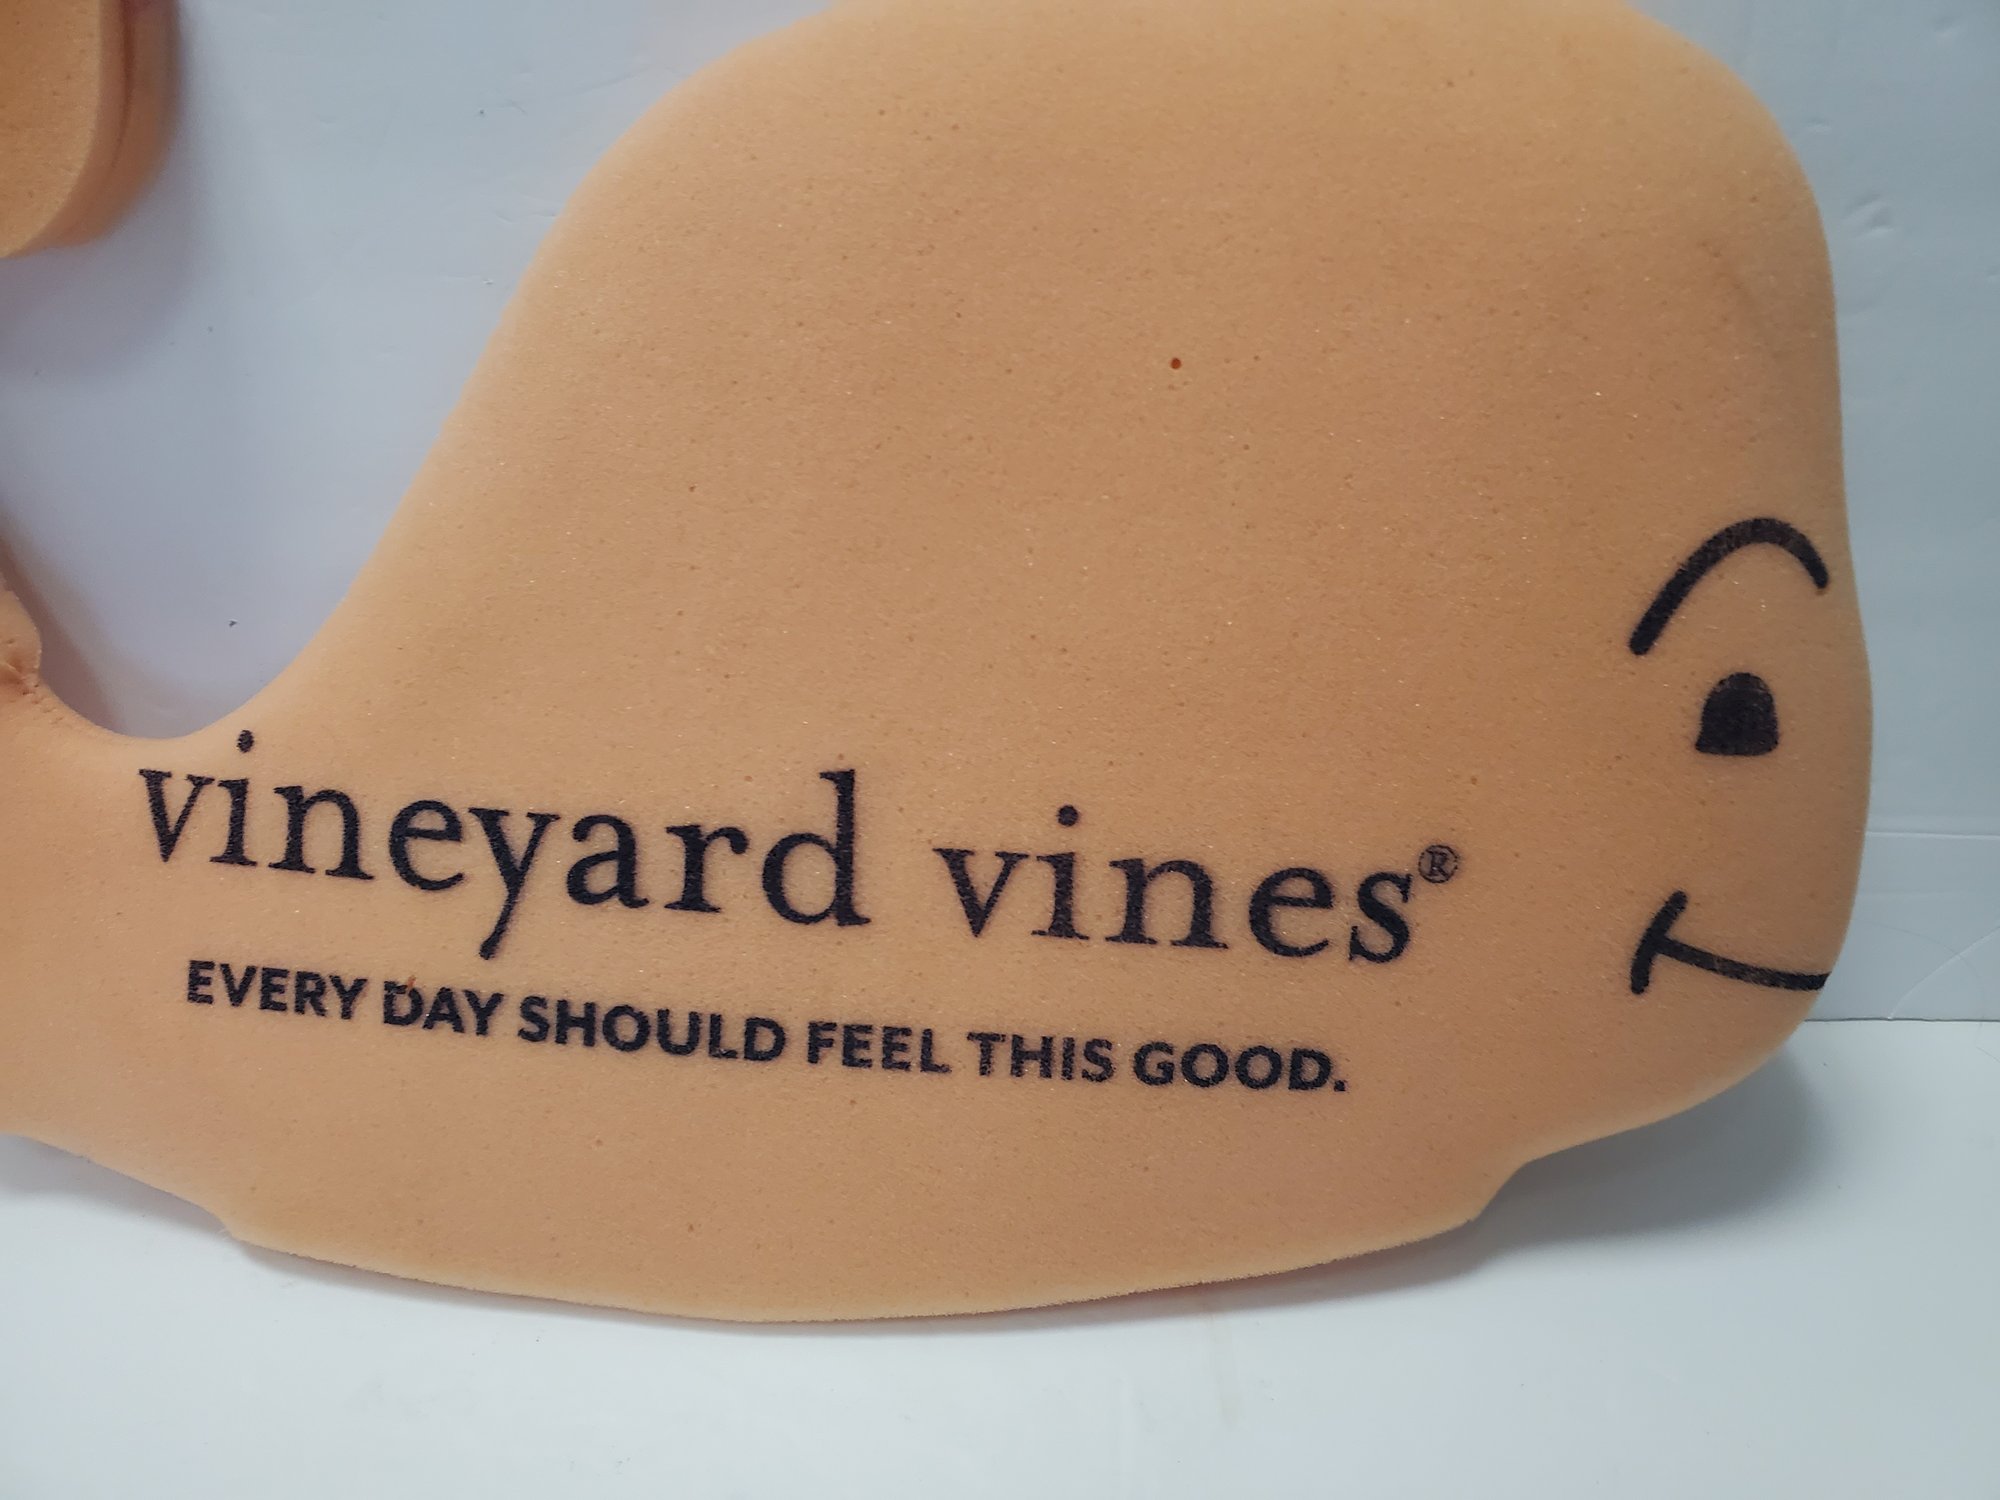 vineyard vines®
EVERY DAY SHOULD FEEL THIS GOOD.